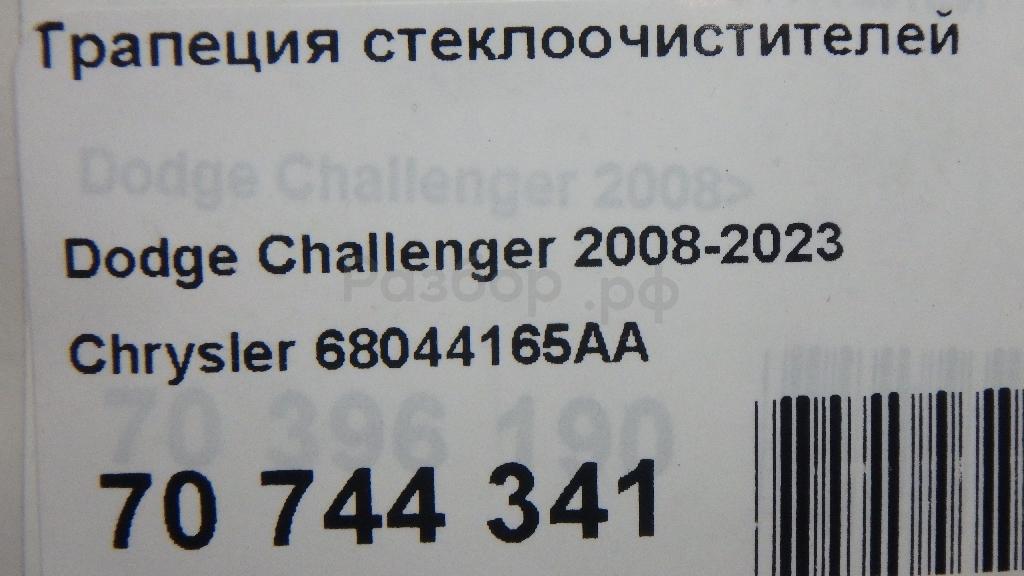 Трапеция стеклоочистителей
Dodge Challenger 2008>
Dodge Challenger 2008-2023
Разбор.рф
Chrysler 68044165AA
70 396 190
70 744 341